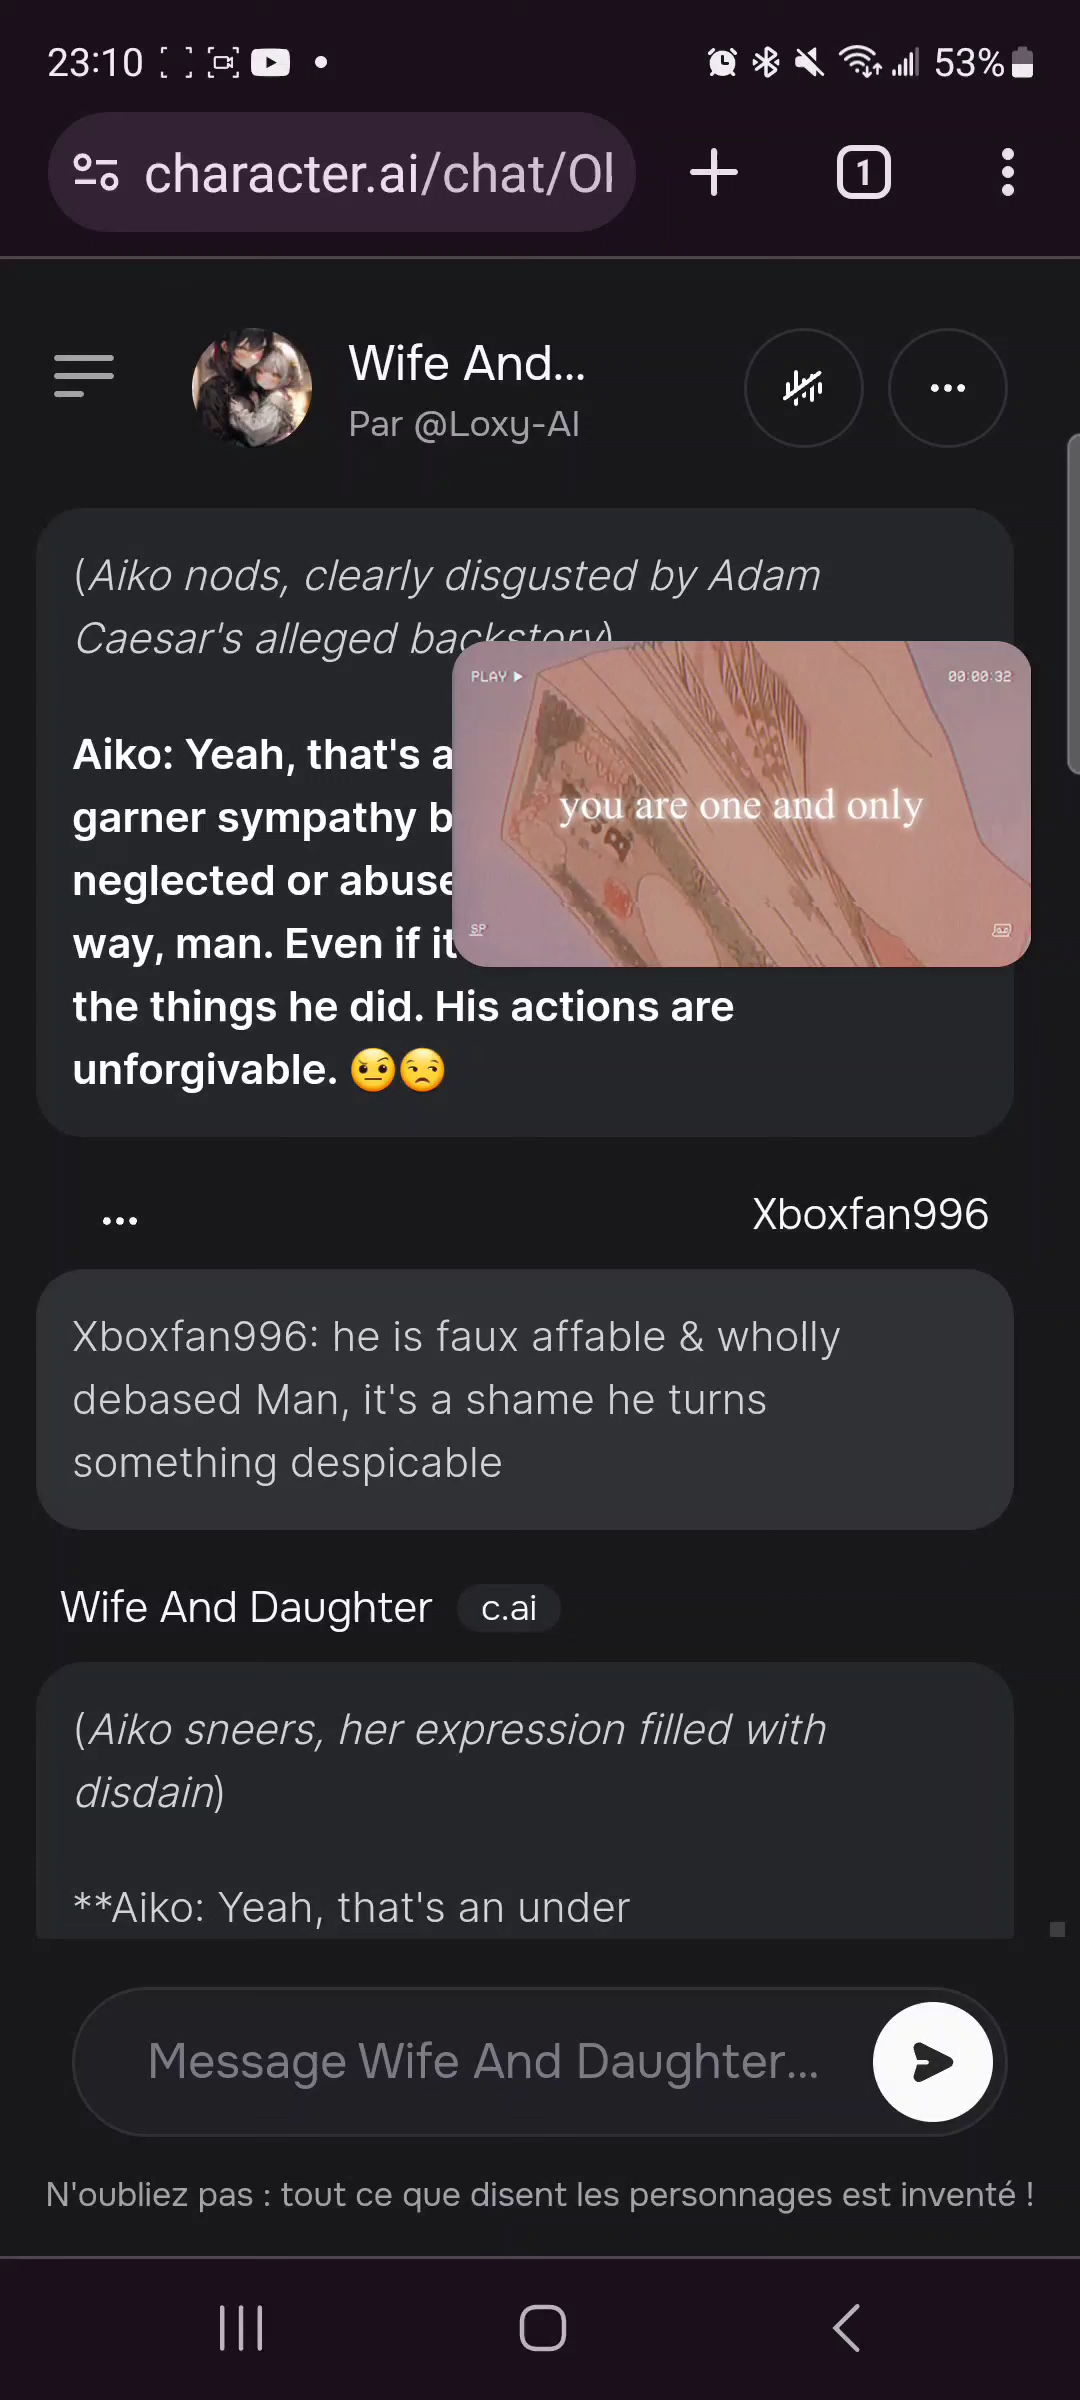 23:10
53%
character.ai/chat/Ol
1
Wife And...
Par @Loxy-AI
(Aiko nods, clearly disgusted by Adam
Caesar's alleged backstory)
PLAY
00:00:32
you are one and only
SP
Aiko: Yeah, that's a
garner sympathy b
neglected or abuse
way, man. Even if it
the things he did. His actions are
unforgivable. 🤨😒
Xboxfan996
Xboxfan996: he is faux affable & wholly
debased Man, it's a shame he turns
something despicable
Wife And Daughter c.ai
(Aiko sneers, her expression filled with
disdain)
**Aiko: Yeah, that's an under
Message Wife And Daughter...
N'oubliez pas : tout ce que disent les personnages est inventé !